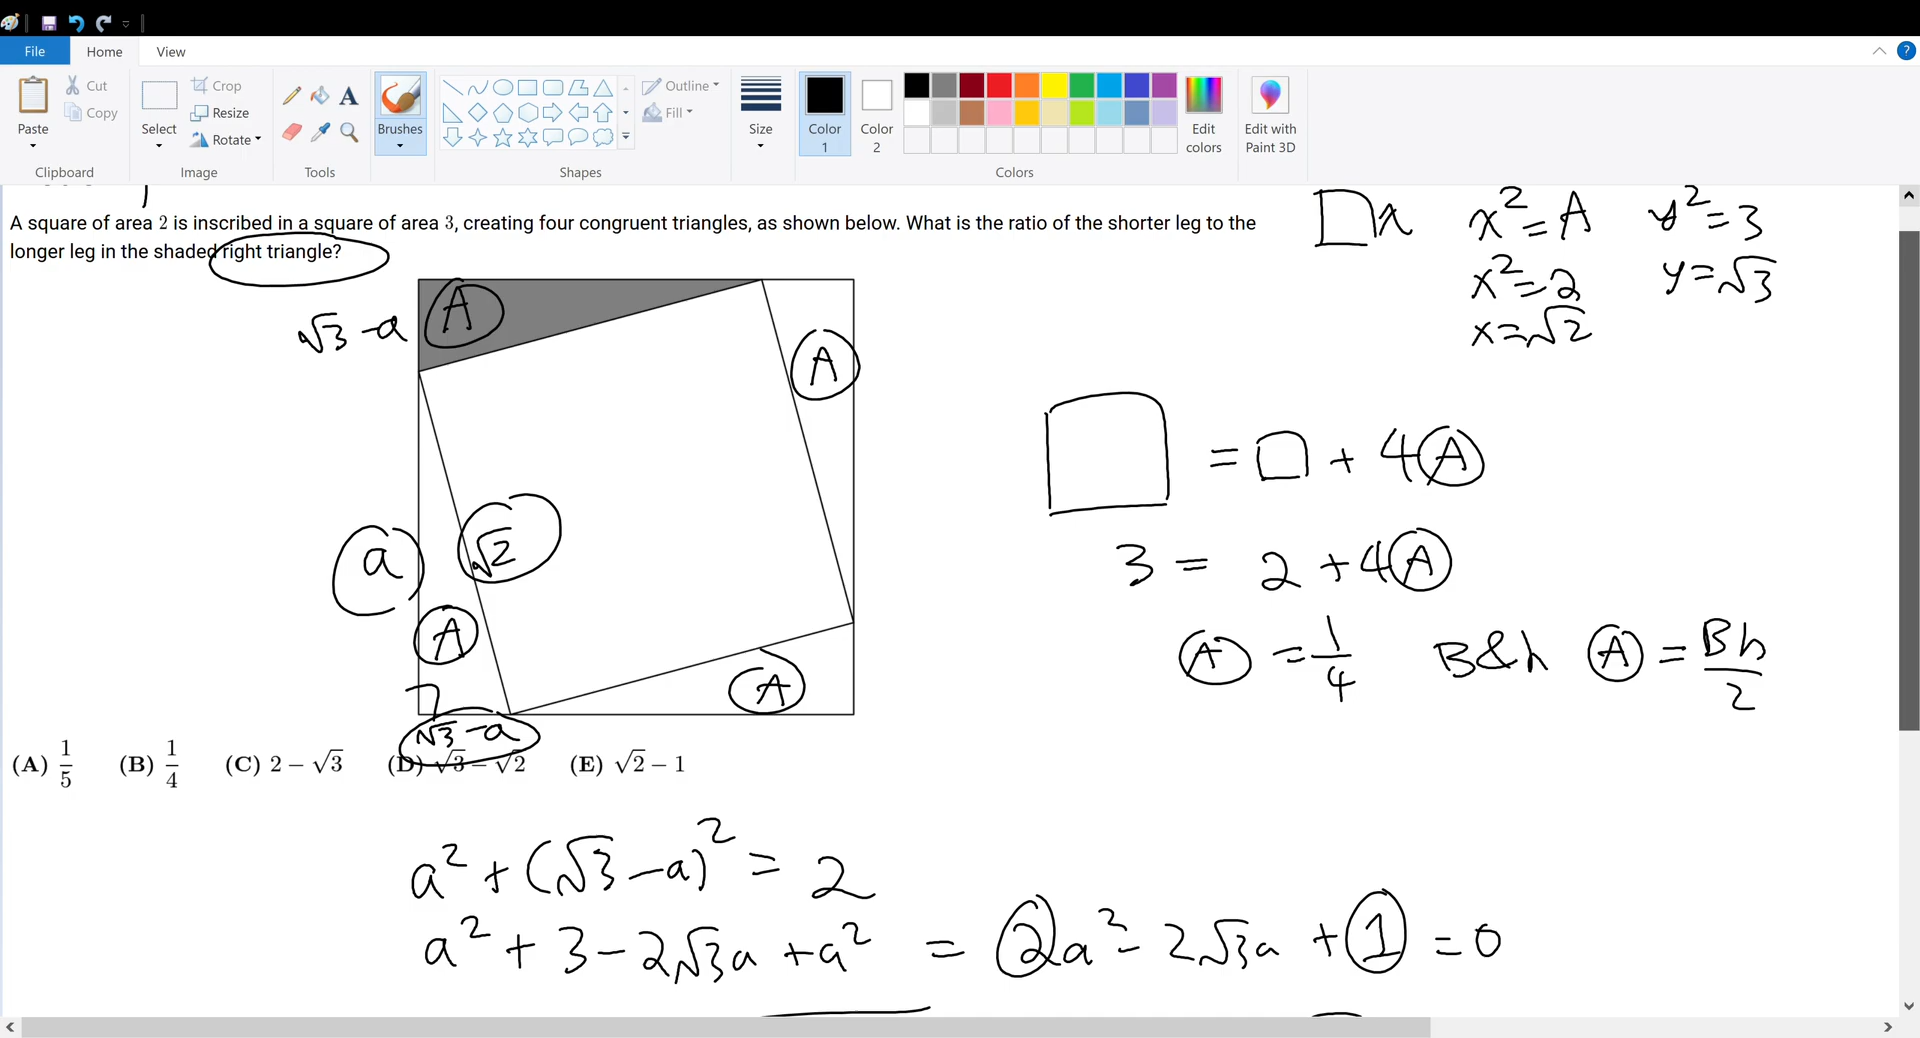 File Home View
Paste
Cut
Copy
Clipboard
Select
Crop
Resize
Rotate
Image
A
Tools
Brushes
Shapes
Outline
Fill
Size
Color 1
Color 2
Colors
Edit colors
Edit with Paint 3D
A square of area 2 is inscribed in a square of area 3, creating four congruent triangles, as shown below. What is the ratio of the shorter leg to the
longer leg in the shaded right triangle?
x x² = A y² = 3
x² = 2 y = √3
x = √2
√3 - a A A
= □ + 4A
a √2
3 = 2 + 4A
A
A = 1/4 B&h A = Bh/2
A
√3 - a
(A) 1/5 (B) 1/4 (C) 2 − √3 (D) √3 − √2 (E) √2 − 1
a² + (√3 - a)² = 2
a² + 3 - 2√3a + a² = 2a² - 2√3a + 1 = 0